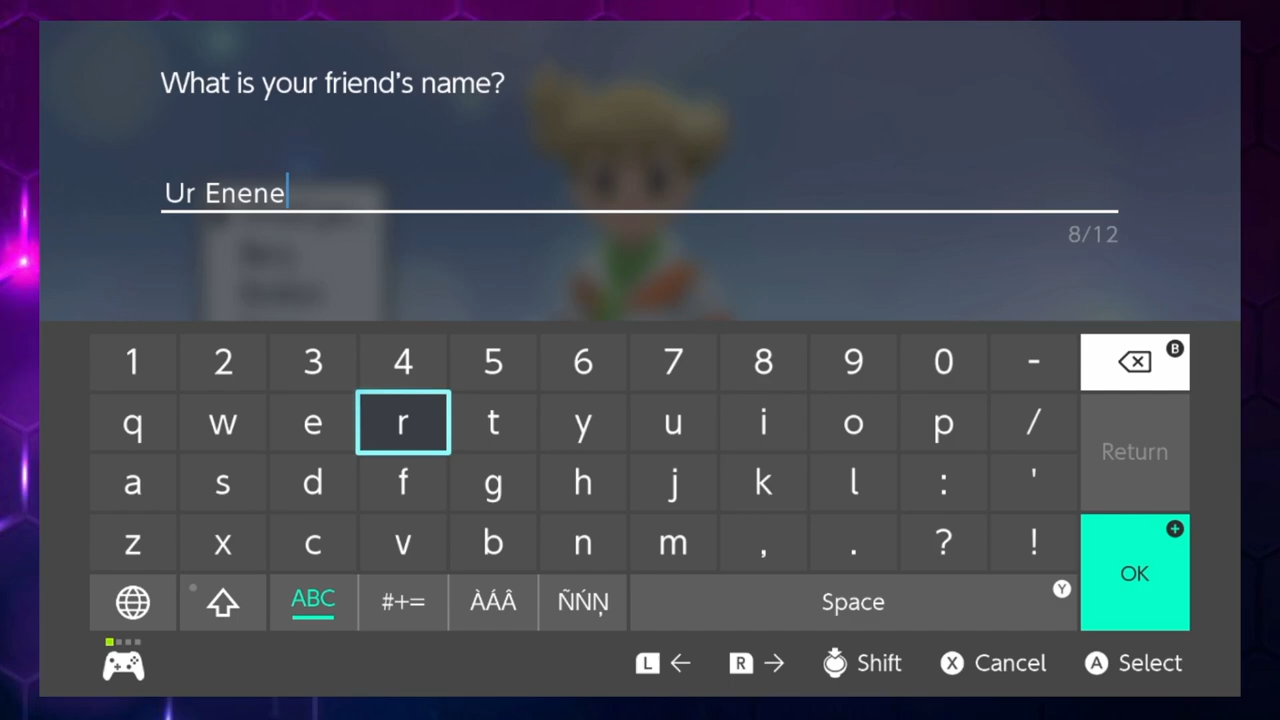 What is your friend's name?
Ur Enene
8/12
1 2 3 4 5 6 7 8 9 0 - B
q w e r t y u i o p / Return
a s d f g h j k l : '
z x c v b n m , . ? ! + OK
ABC #+= ÀÁÂ ÑŃŅ Space Y
L ← R → Shift X Cancel A Select